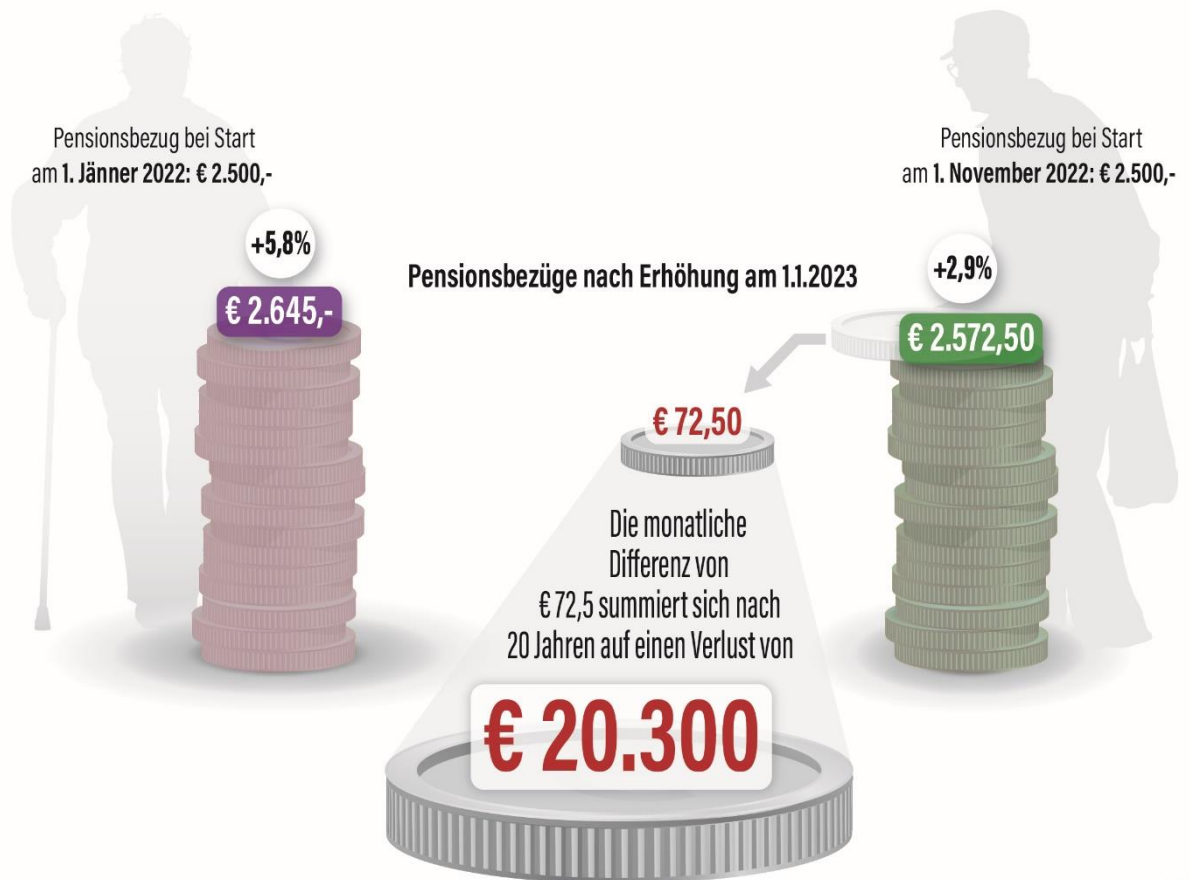 Pensionsbezug bei Start
am 1. Jänner 2022: € 2.500,-
+5,8%
€ 2.645,-
Pensionsbezug bei Start
am 1. November 2022: € 2.500,-
+2,9%
€ 2.572,50
Pensionsbezüge nach Erhöhung am 1.1.2023
€ 72,50
Die monatliche
Differenz von
€ 72,5 summiert sich nach
20 Jahren auf einen Verlust von
€ 20.300